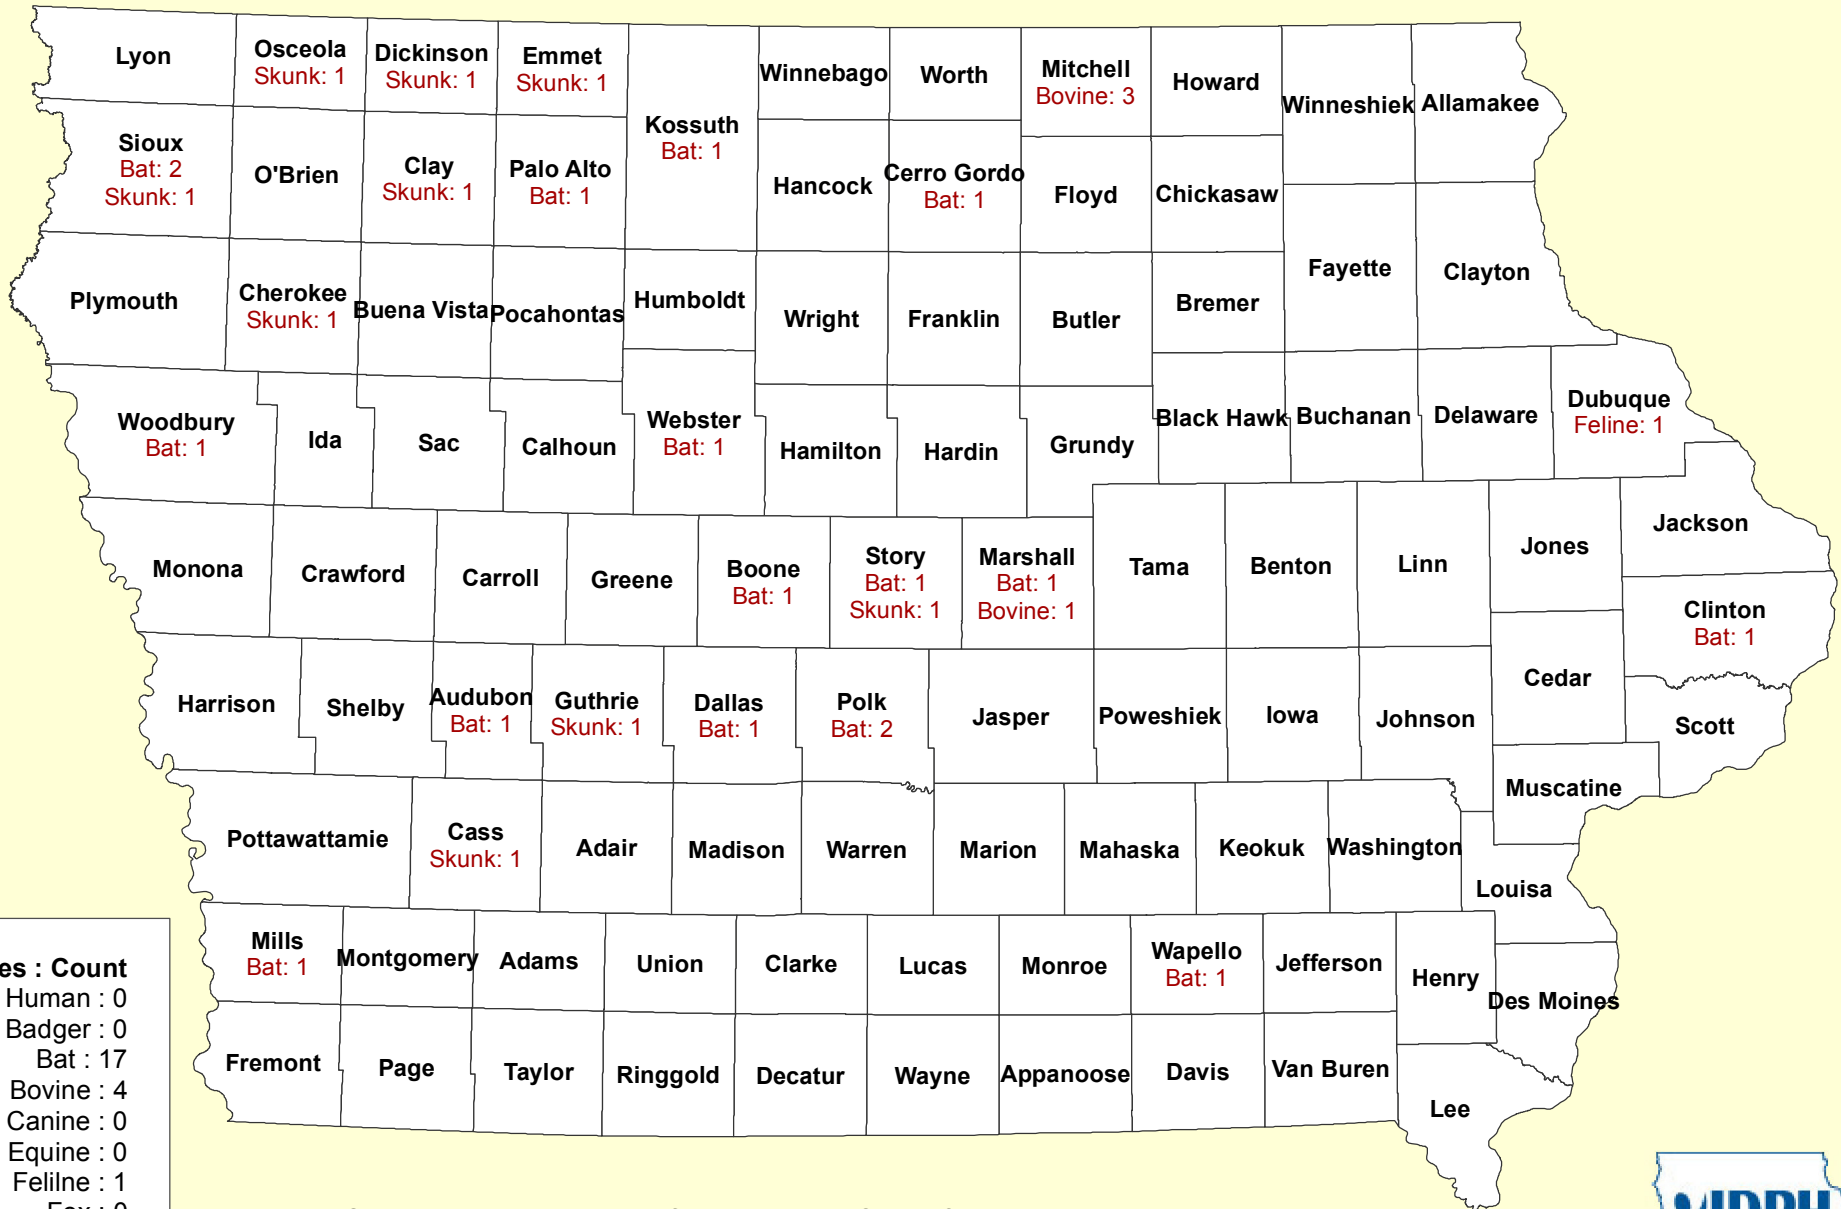 Lyon
Osceola
Skunk: 1
Dickinson
Skunk: 1
Emmet
Skunk: 1
Kossuth
Bat: 1
Winnebago
Worth
Mitchell
Bovine: 3
Howard
Winneshiek
Allamakee
Sioux
Bat: 2
Skunk: 1
O'Brien
Clay
Skunk: 1
Palo Alto
Bat: 1
Hancock
Cerro Gordo
Bat: 1
Floyd
Chickasaw
Plymouth
Cherokee
Skunk: 1
Buena Vista
Pocahontas
Humboldt
Wright
Franklin
Butler
Bremer
Fayette
Clayton
Woodbury
Bat: 1
Ida
Sac
Calhoun
Webster
Bat: 1
Hamilton
Hardin
Grundy
Black Hawk
Buchanan
Delaware
Dubuque
Feline: 1
Monona
Crawford
Carroll
Greene
Boone
Bat: 1
Story
Bat: 1
Skunk: 1
Marshall
Bat: 1
Bovine: 1
Tama
Benton
Linn
Jones
Jackson
Clinton
Bat: 1
Harrison
Shelby
Audubon
Bat: 1
Guthrie
Skunk: 1
Dallas
Bat: 1
Polk
Bat: 2
Jasper
Poweshiek
Iowa
Johnson
Cedar
Scott
Muscatine
Pottawattamie
Cass
Skunk: 1
Adair
Madison
Warren
Marion
Mahaska
Keokuk
Washington
Louisa
Mills
Bat: 1
Montgomery
Adams
Union
Clarke
Lucas
Monroe
Wapello
Bat: 1
Jefferson
Henry
Des Moines
Fremont
Page
Taylor
Ringgold
Decatur
Wayne
Appanoose
Davis
Van Buren
Lee
es : Count
Human : 0
Badger : 0
Bat : 17
Bovine : 4
Canine : 0
Equine : 0
Felilne : 1
Fox : 0
IDPH